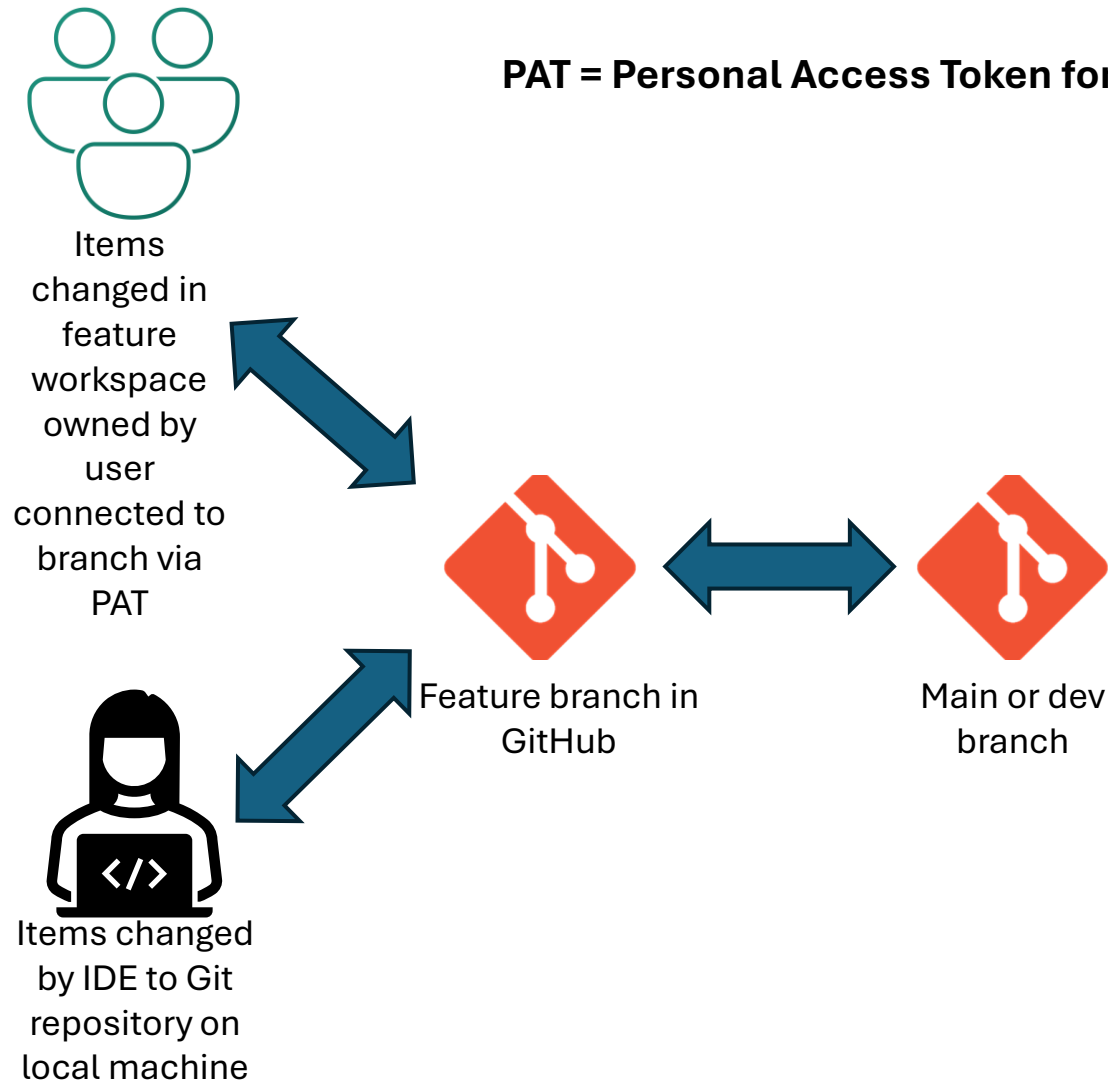 PAT = Personal Access Token for
Items
changed in
feature
workspace
owned by
user
connected to
branch via
PAT
Feature branch in
GitHub
Main or dev
branch
</>
Items changed
by IDE to Git
repository on
local machine